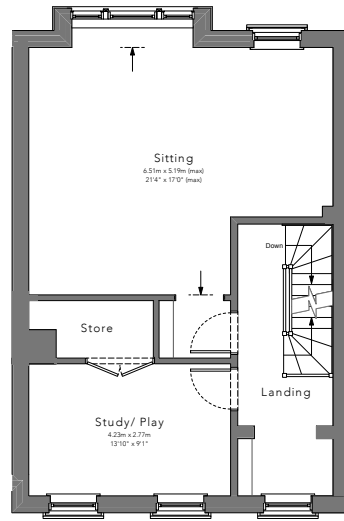 Sitting
6.51m x 5.19m (max)
21'4" x 17'0" (max)
Down
Store
Landing
Study/ Play
4.23m x 2.77m
13'10" x 9'1"